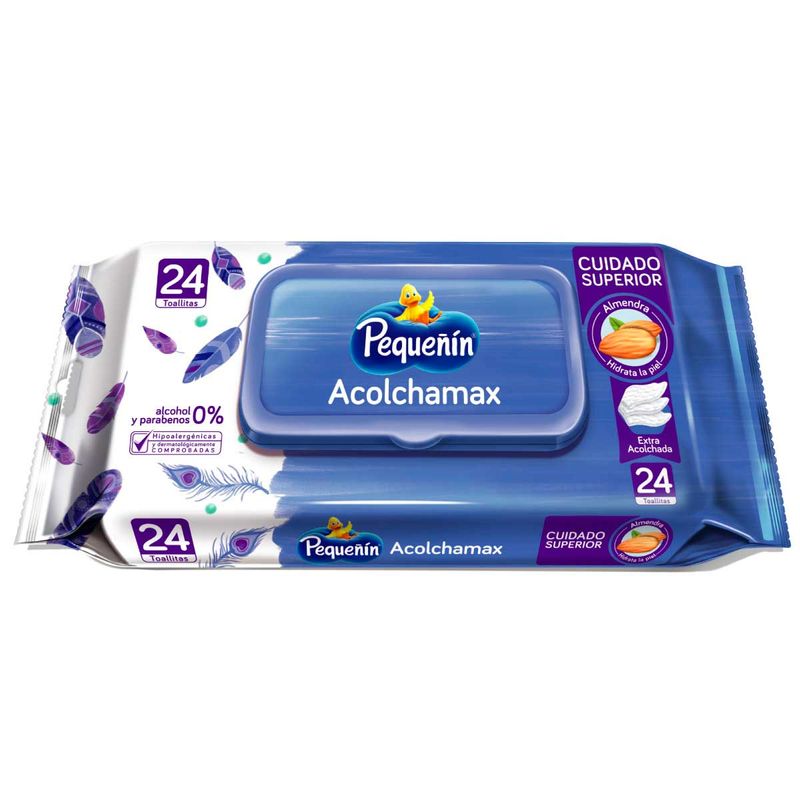 24
Toallitas
Pequeñín
Acolchamax
alcohol
y parabenos 0%
Hipoalergénicas
y dermatológicamente
COMPROBADAS
CUIDADO
SUPERIOR
Almendra
Hidrata la piel
Extra
Acolchada
24
Toallitas
24
Toallitas
Pequeñín Acolchamax
CUIDADO
SUPERIOR
Almendra
Hidrata la piel